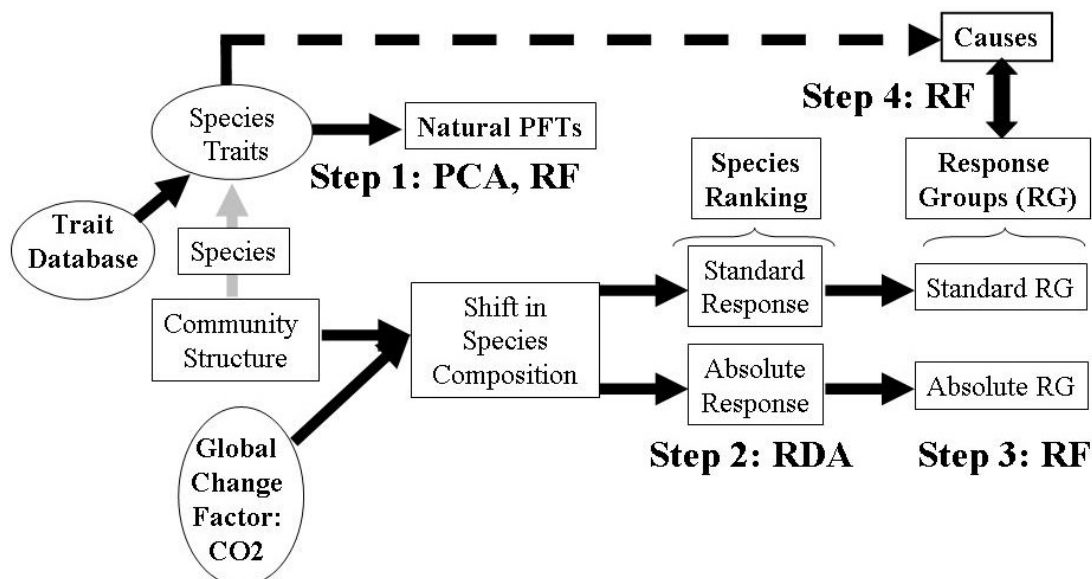 Causes
Step 4: RF
Species
Traits
Natural PFTs
Step 1: PCA, RF
Species
Ranking
Response
Groups (RG)
Trait
Database
Species
Community
Structure
Shift in
Species
Composition
Standard
Response
Standard RG
Absolute
Response
Absolute RG
Step 2: RDA
Step 3: RF
Global
Change
Factor:
CO2